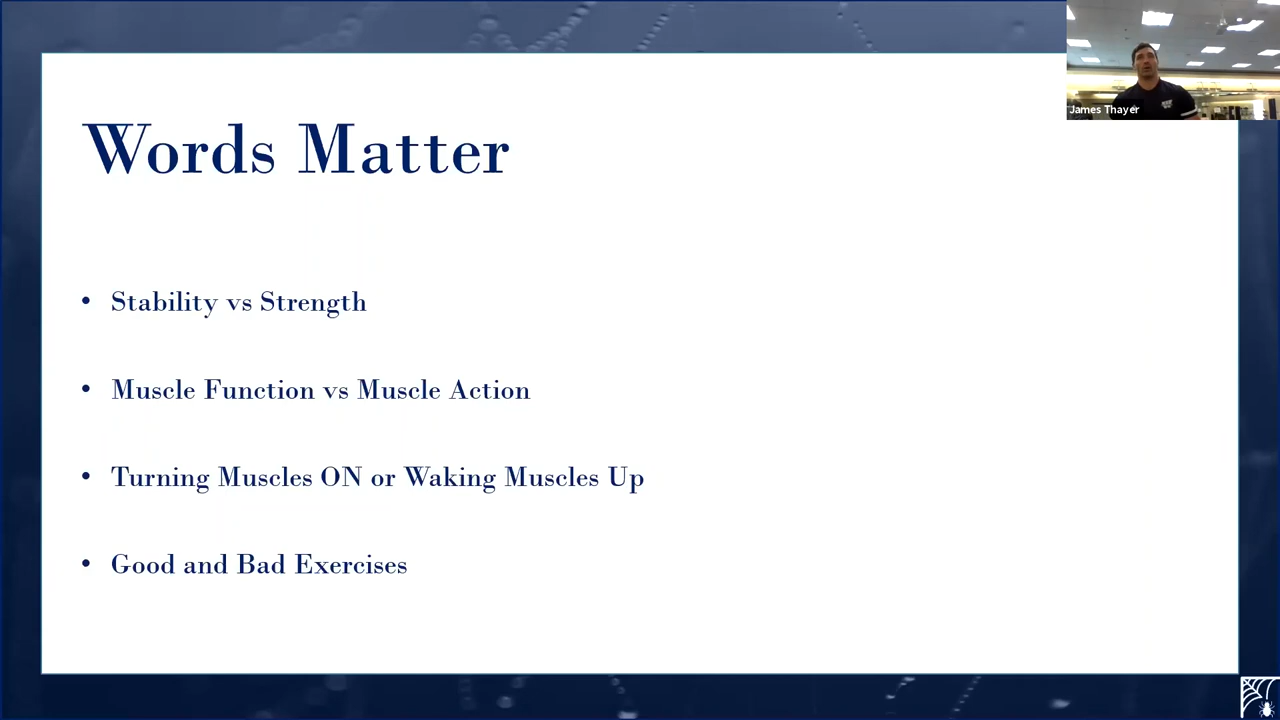 James Thayer
Words Matter
• Stability vs Strength
• Muscle Function vs Muscle Action
• Turning Muscles ON or Waking Muscles Up
• Good and Bad Exercises